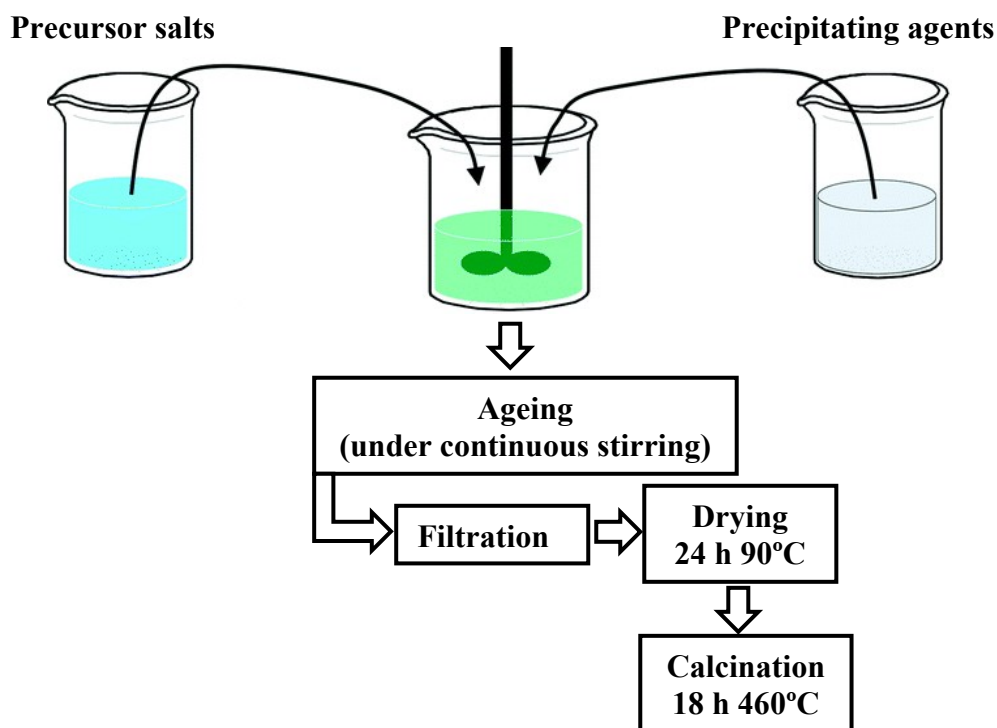 Precursor salts
Precipitating agents
Ageing
(under continuous stirring)
Filtration
Drying
24 h 90ºC
Calcination
18 h 460ºC